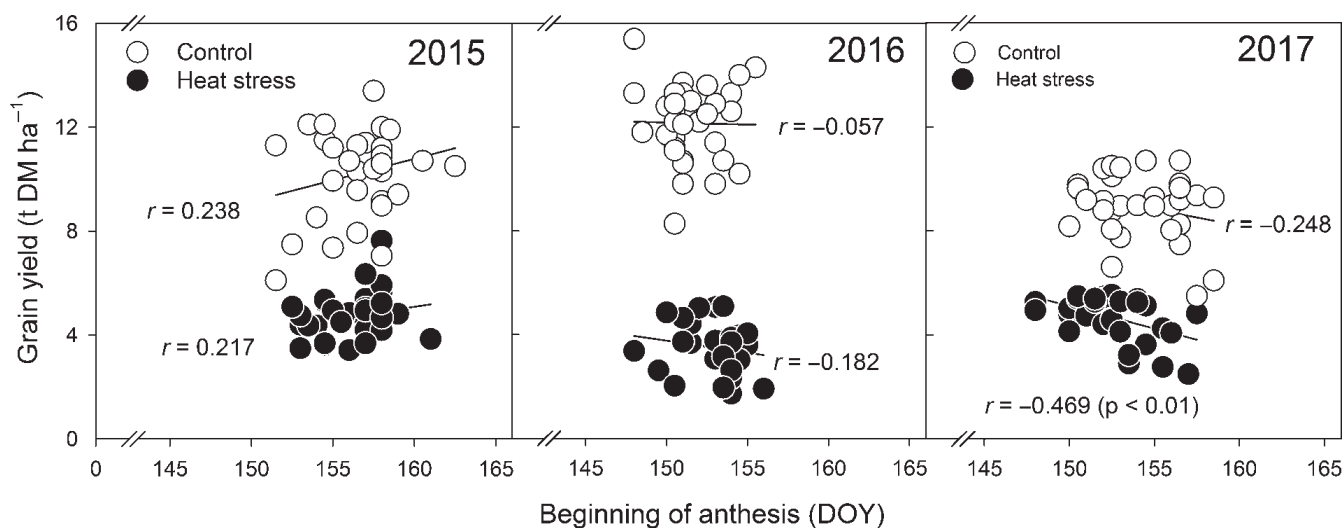 16
12
8
4
0
Grain yield (t DM ha⁻¹)
Control
Heat stress
2015
r = 0.238
r = 0.217
0 145 150 155 160 165
2016
r = −0.057
r = −0.182
145 150 155 160 165
Control
Heat stress
2017
r = −0.248
r = −0.469 (p < 0.01)
145 150 155 160 165
Beginning of anthesis (DOY)